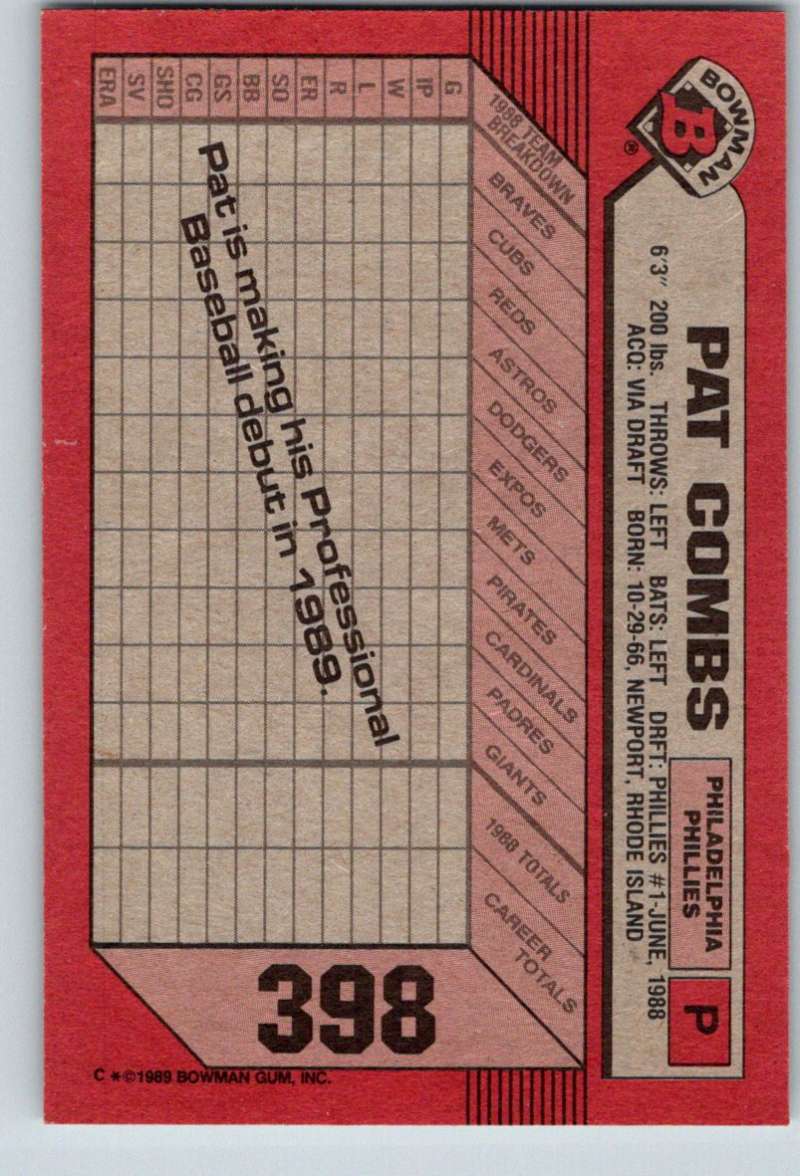 BOWMAN
B
®
PAT COMBS
PHILADELPHIA
PHILLIES
P
6'3" 200 lbs. THROWS: LEFT BATS: LEFT DRFT: PHILLIES #1-JUNE, 1988
ACQ: VIA DRAFT BORN: 10-29-66, NEWPORT, RHODE ISLAND
1988 TEAM
BREAKDOWN
BRAVES
CUBS
REDS
ASTROS
DODGERS
EXPOS
METS
PIRATES
CARDINALS
PADRES
GIANTS
1988 TOTALS
CAREER
TOTALS
G
IP
W
L
R
ER
SO
BB
GS
CG
SHO
SV
ERA
Pat is making his Professional
Baseball debut in 1989.
398
C *©1989 BOWMAN GUM, INC.